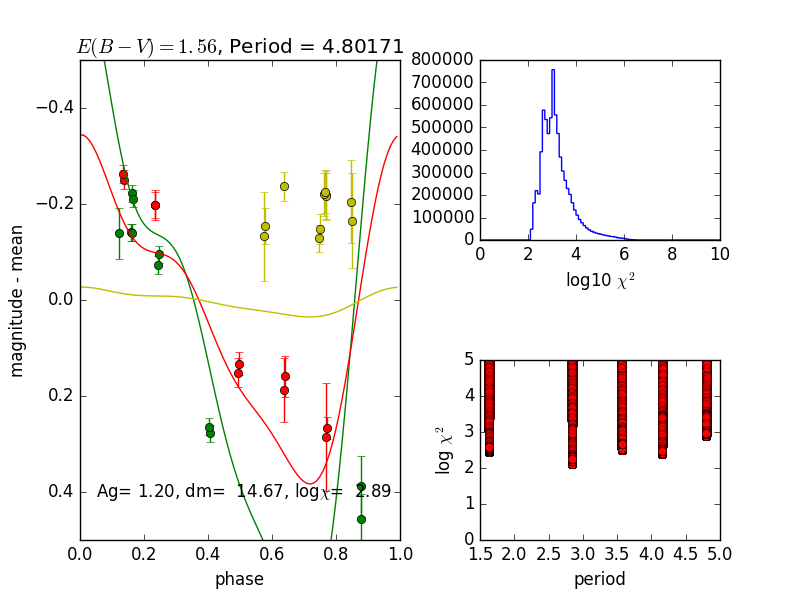 E(B − V) = 1.56, Period = 4.80171
magnitude - mean
−0.4
−0.2
0.0
0.2
0.4
Ag= 1.20, dm= 14.67, logχ= 2.89
0.0 0.2 0.4 0.6 0.8 1.0
phase
800000
700000
600000
500000
400000
300000
200000
100000
0
0 2 4 6 8 10
log10 χ²
log χ²
5
4
3
2
1
0
1.5 2.0 2.5 3.0 3.5 4.0 4.5 5.0
period